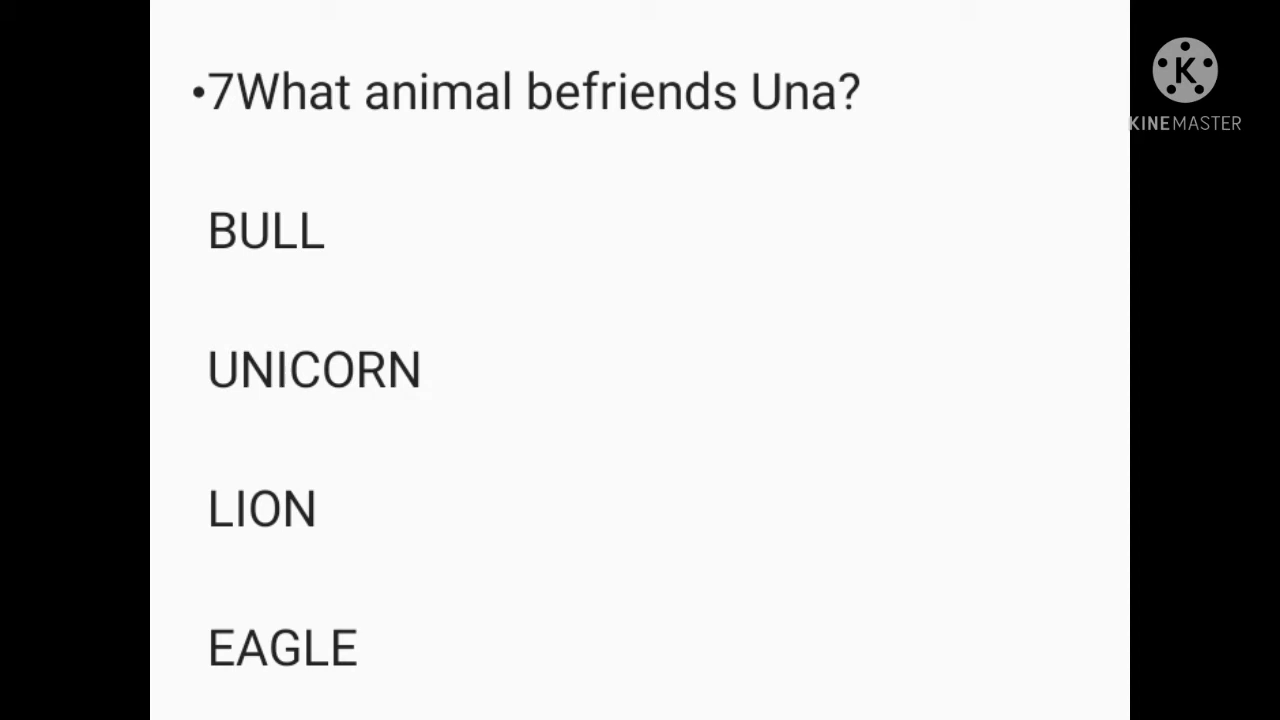 •7What animal befriends Una?
BULL
UNICORN
LION
EAGLE
K
KINEMASTER